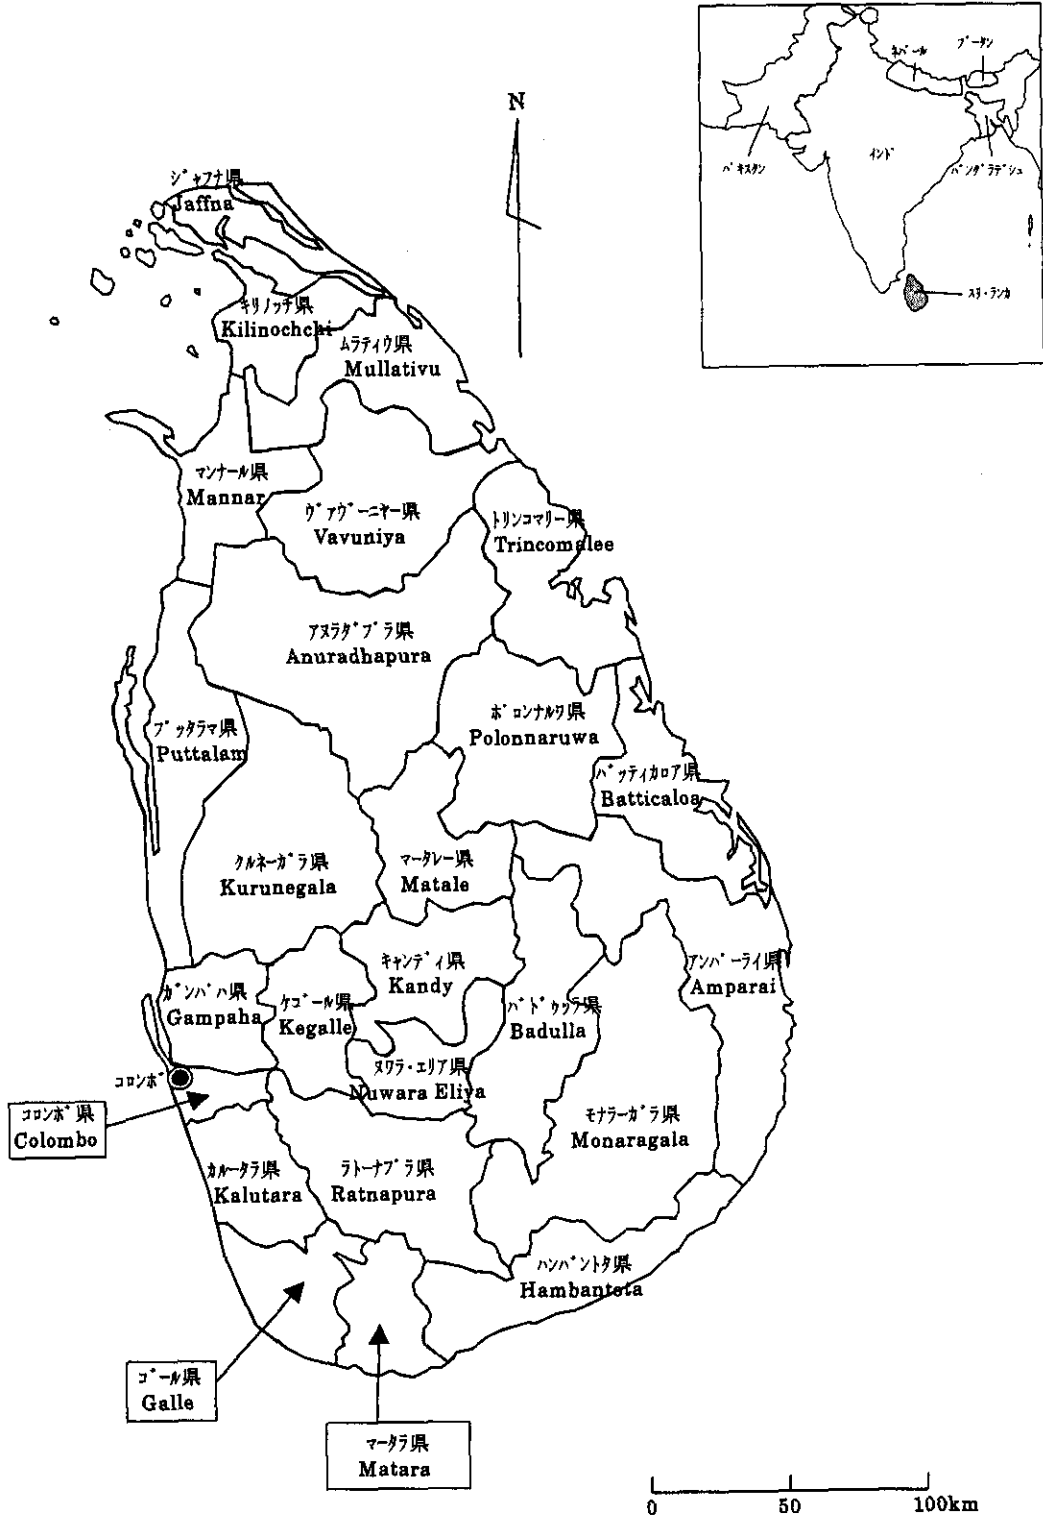 N
ネパール
ブータン
パキスタン
インド
バングラデシュ
スリ・ランカ
ジャフナ県
Jaffna
キリノッチ県
Kilinochchi
ムラティウ県
Mullativu
マンナール県
Mannar
ヴァヴーニヤー県
Vavuniya
トリンコマリー県
Trincomalee
アヌラダプラ県
Anuradhapura
プッタラマ県
Puttalam
ポロンナルワ県
Polonnaruwa
バッティカロア県
Batticaloa
クルネーガラ県
Kurunegala
マータレー県
Matale
キャンディ県
Kandy
アンパーライ県
Amparai
ガンパハ県
Gampaha
ケゴール県
Kegalle
バドゥッラ県
Badulla
ヌワラ・エリア県
Nuwara Eliya
コロンボ
コロンボ県
Colombo
モナラーガラ県
Monaragala
カルータラ県
Kalutara
ラトーナプラ県
Ratnapura
ハンバントタ県
Hambantota
ゴール県
Galle
マータラ県
Matara
0 50 100km